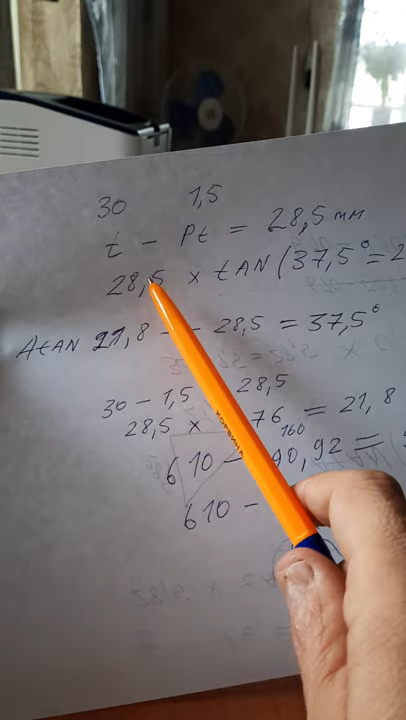 30 1,5
t - Pt = 28,5 мм
28,5 x tAN (37,5° = 2
AtAN 21,8 - 28,5 = 37,5°
30 - 1,5 28,5
28,5 x 76 = 21,8
160
610 - 90,92 =
610 -
КОРВИНА